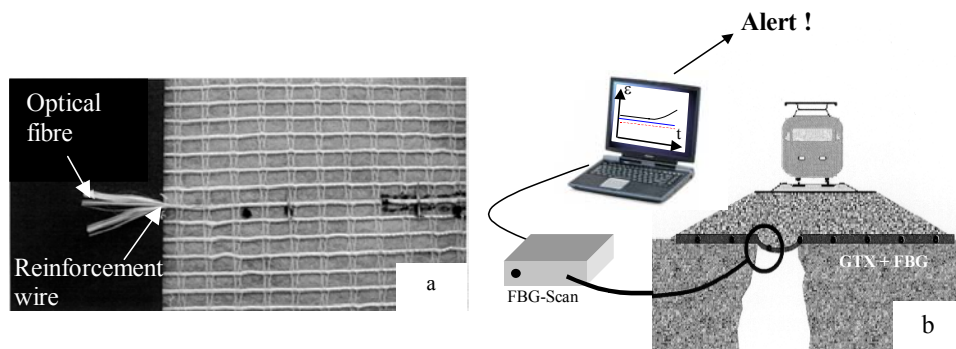 Optical
fibre
Reinforcement
wire
a
Alert !
ε
t
FBG-Scan
GTX + FBG
b